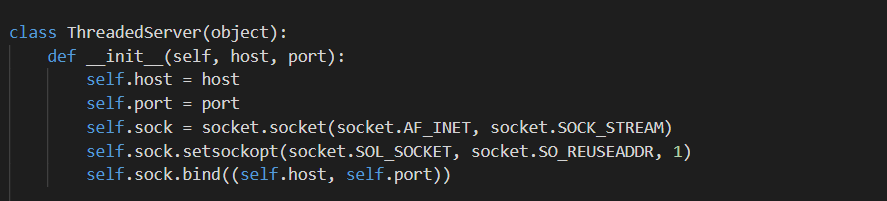 class ThreadedServer(object):
    def __init__(self, host, port):
        self.host = host
        self.port = port
        self.sock = socket.socket(socket.AF_INET, socket.SOCK_STREAM)
        self.sock.setsockopt(socket.SOL_SOCKET, socket.SO_REUSEADDR, 1)
        self.sock.bind((self.host, self.port))